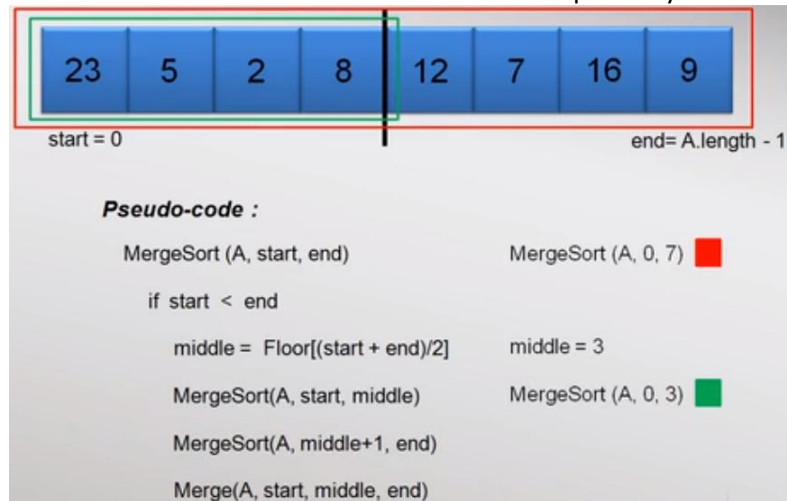 23 5 2 8 12 7 16 9
start = 0 end= A.length - 1
Pseudo-code :
MergeSort (A, start, end) MergeSort (A, 0, 7)
if start < end
middle = Floor[(start + end)/2] middle = 3
MergeSort(A, start, middle) MergeSort (A, 0, 3)
MergeSort(A, middle+1, end)
Merge(A, start, middle, end)